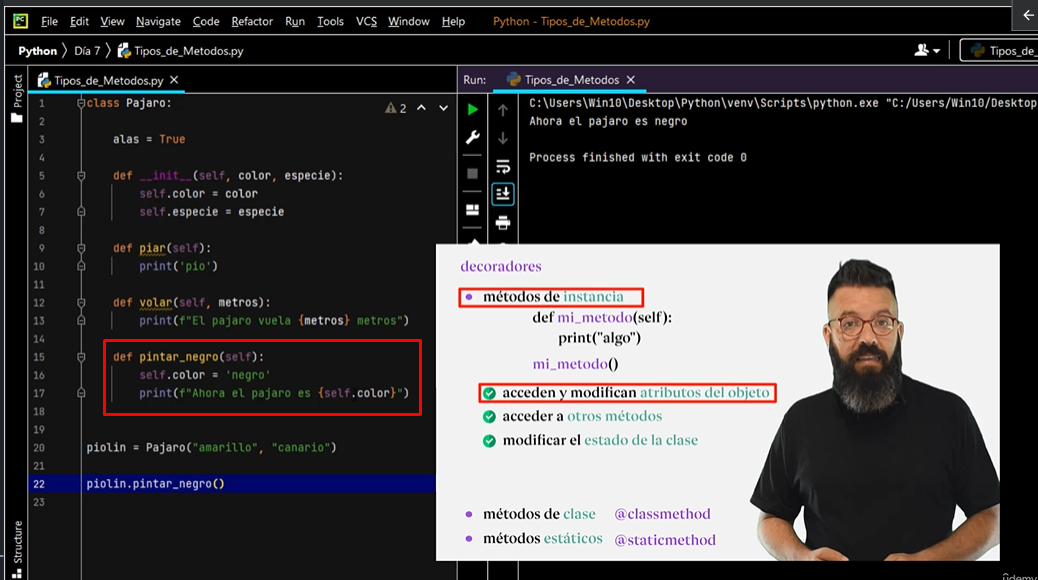 File Edit View Navigate Code Refactor Run Tools VCS Window Help Python - Tipos_de_Metodos.py
Python Día 7 Tipos_de_Metodos.py
Tipos_de_
Project
Structure
Tipos_de_Metodos.py
2
1 class Pajaro:
2
3 alas = True
4
5 def __init__(self, color, especie):
6 self.color = color
7 self.especie = especie
8
9 def piar(self):
10 print('pio')
11
12 def volar(self, metros):
13 print(f"El pajaro vuela {metros} metros")
14
15 def pintar_negro(self):
16 self.color = 'negro'
17 print(f"Ahora el pajaro es {self.color}")
18
19
20 piolin = Pajaro("amarillo", "canario")
21
22 piolin.pintar_negro()
23
Run: Tipos_de_Metodos
C:\Users\Win10\Desktop\Python\venv\Scripts\python.exe "C:/Users/Win10/Desktop
Ahora el pajaro es negro
Process finished with exit code 0
decoradores
métodos de instancia
def mi_metodo(self):
print("algo")
mi_metodo()
acceden y modifican atributos del objeto
acceder a otros métodos
modificar el estado de la clase
métodos de clase @classmethod
métodos estáticos @staticmethod